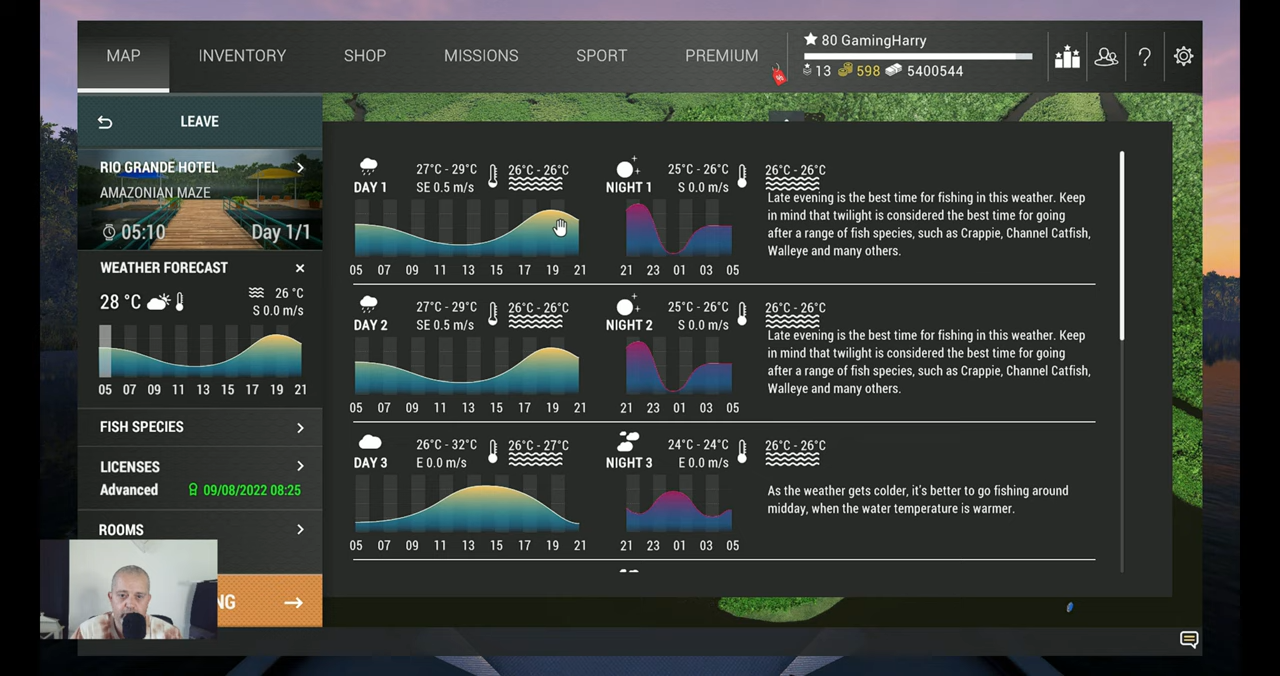 MAP INVENTORY SHOP MISSIONS SPORT PREMIUM
80 GamingHarry
13 598 5400544
?
LEAVE
RIO GRANDE HOTEL
AMAZONIAN MAZE
05:10 Day 1/1
WEATHER FORECAST
28 °C 26 °C
S 0.0 m/s
05 07 09 11 13 15 17 19 21
FISH SPECIES
LICENSES
Advanced 09/08/2022 08:25
ROOMS
NG
DAY 1
27°C - 29°C 26°C - 26°C
SE 0.5 m/s
05 07 09 11 13 15 17 19 21
NIGHT 1
25°C - 26°C 26°C - 26°C
S 0.0 m/s
21 23 01 03 05
Late evening is the best time for fishing in this weather. Keep
in mind that twilight is considered the best time for going
after a range of fish species, such as Crappie, Channel Catfish,
Walleye and many others.
DAY 2
27°C - 29°C 26°C - 26°C
SE 0.5 m/s
05 07 09 11 13 15 17 19 21
NIGHT 2
25°C - 26°C 26°C - 26°C
S 0.0 m/s
21 23 01 03 05
Late evening is the best time for fishing in this weather. Keep
in mind that twilight is considered the best time for going
after a range of fish species, such as Crappie, Channel Catfish,
Walleye and many others.
DAY 3
26°C - 32°C 26°C - 27°C
E 0.0 m/s
05 07 09 11 13 15 17 19 21
NIGHT 3
24°C - 24°C 26°C - 26°C
E 0.0 m/s
21 23 01 03 05
As the weather gets colder, it's better to go fishing around
midday, when the water temperature is warmer.